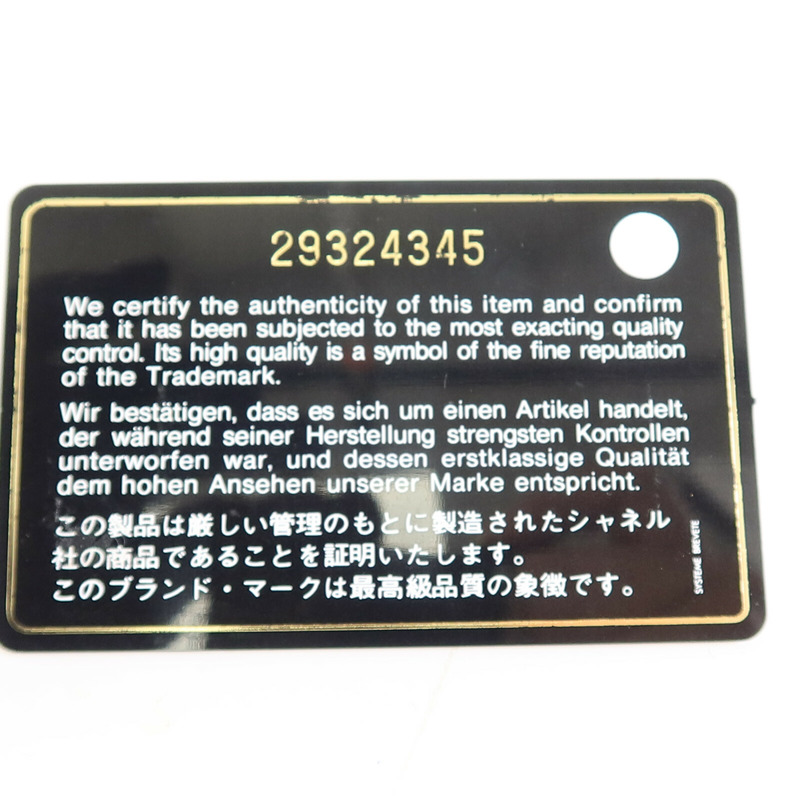 29324345
We certify the authenticity of this item and confirm
that it has been subjected to the most exacting quality
control. Its high quality is a symbol of the fine reputation
of the Trademark.
Wir bestätigen, dass es sich um einen Artikel handelt,
der während seiner Herstellung strengsten Kontrollen
unterworfen war, und dessen erstklassige Qualität
dem hohen Ansehen unserer Marke entspricht.
この製品は厳しい管理のもとに製造されたシャネル
社の商品であることを証明いたします。
このブランド・マークは最高級品質の象徴です。
SYSTEME BREVETE